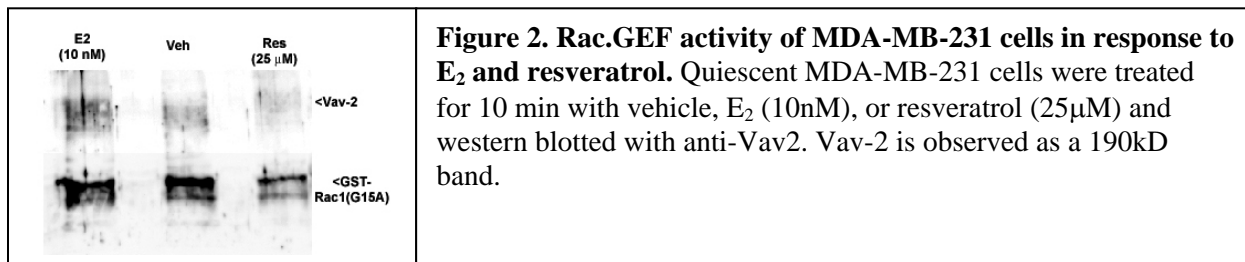 E2
(10 nM)
Veh
Res
(25 µM)
<Vav-2
<GST-
Rac1(G15A)
Figure 2. Rac.GEF activity of MDA-MB-231 cells in response to
E₂ and resveratrol. Quiescent MDA-MB-231 cells were treated
for 10 min with vehicle, E₂ (10nM), or resveratrol (25µM) and
western blotted with anti-Vav2. Vav-2 is observed as a 190kD
band.